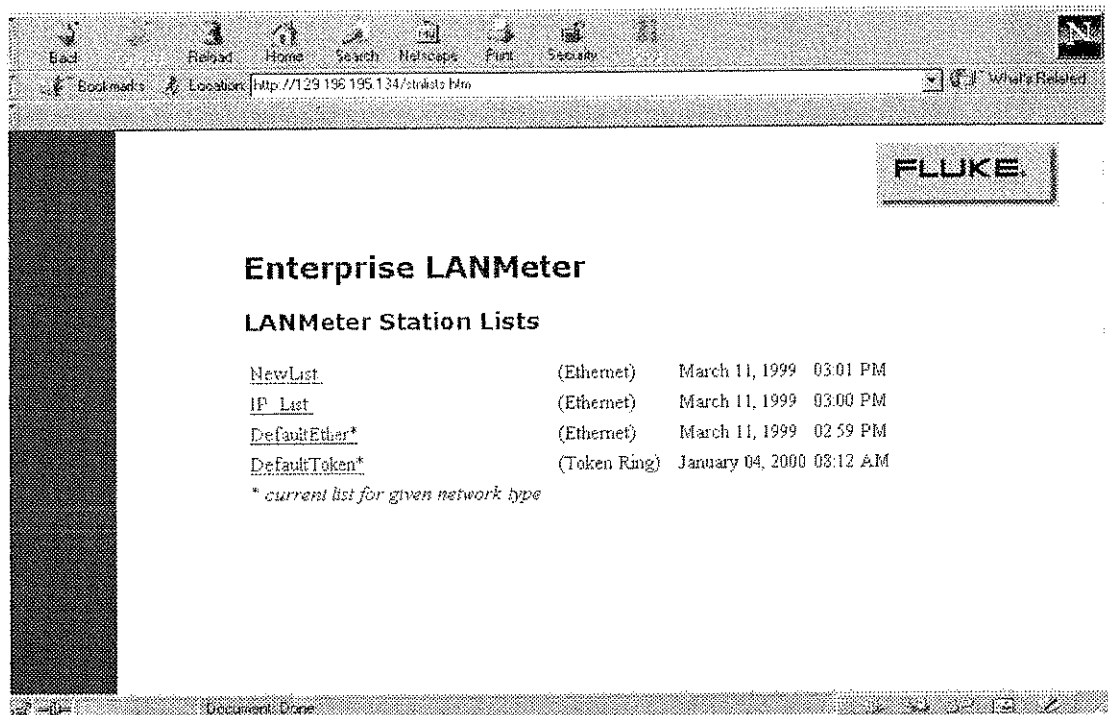 Back Reload Home Search Netscape Print Security
Bookmarks Location: http://129.196.195.134/stnlists.htm What's Related
N
FLUKE.
Enterprise LANMeter
LANMeter Station Lists
NewList (Ethernet) March 11, 1999 03:01 PM
IP_List (Ethernet) March 11, 1999 03:00 PM
DefaultEther* (Ethernet) March 11, 1999 02:59 PM
DefaultToken* (Token Ring) January 04, 2000 08:12 AM
* current list for given network type
Document: Done